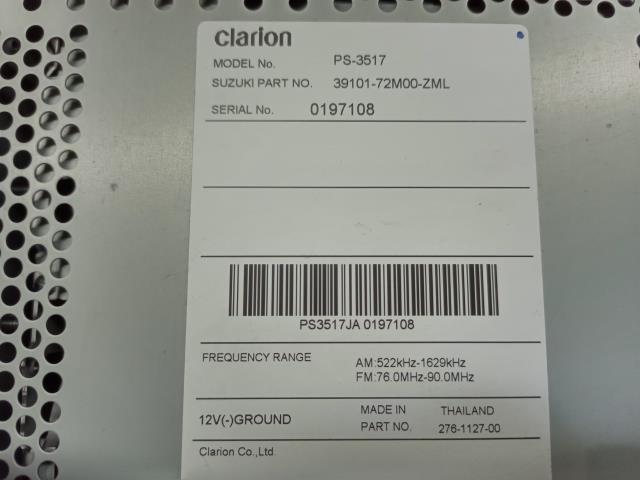 clarion
MODEL No. PS-3517
SUZUKI PART NO. 39101-72M00-ZML
SERIAL No. 0197108
PS3517JA 0197108
FREQUENCY RANGE AM:522kHz-1629kHz
FM:76.0MHz-90.0MHz
12V(-)GROUND MADE IN THAILAND
PART NO. 276-1127-00
Clarion Co.,Ltd.